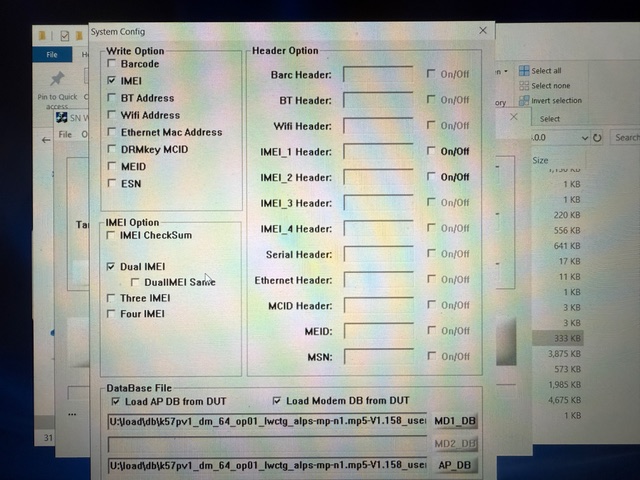 System Config
File
Pin to Quick
access
SN W
File
Ta
31
Write Option
Barcode
IMEI
BT Address
Wifi Address
Ethernet Mac Address
DRMkey MCID
MEID
ESN
IMEI Option
IMEI CheckSum
Dual IMEI
DualIMEI Same
Three IMEI
Four IMEI
Header Option
Barc Header: On/Off
BT Header: On/Off
Wifi Header: On/Off
IMEI_1 Header: On/Off
IMEI_2 Header: On/Off
IMEI_3 Header: On/Off
IMEI_4 Header: On/Off
Serial Header: On/Off
Ethernet Header: On/Off
MCID Header: On/Off
MEID: On/Off
MSN: On/Off
DataBase File
Load AP DB from DUT Load Modem DB from DUT
U:\load\db\k57pv1_dm_64_op01_lwctg_alps-mp-n1.mp5-V1.158_use MD1_DB
MD2_DB
U:\load\db\k57pv1_dm_64_op01_lwctg_alps-mp-n1.mp5-V1.158_use AP_DB
Select all
Select none
Invert selection
Select
.0.0
Search
Size
1 KB
1 KB
220 KB
556 KB
641 KB
17 KB
11 KB
1 KB
3 KB
3 KB
333 KB
3,875 KB
573 KB
1,985 KB
4,675 KB
1 KB